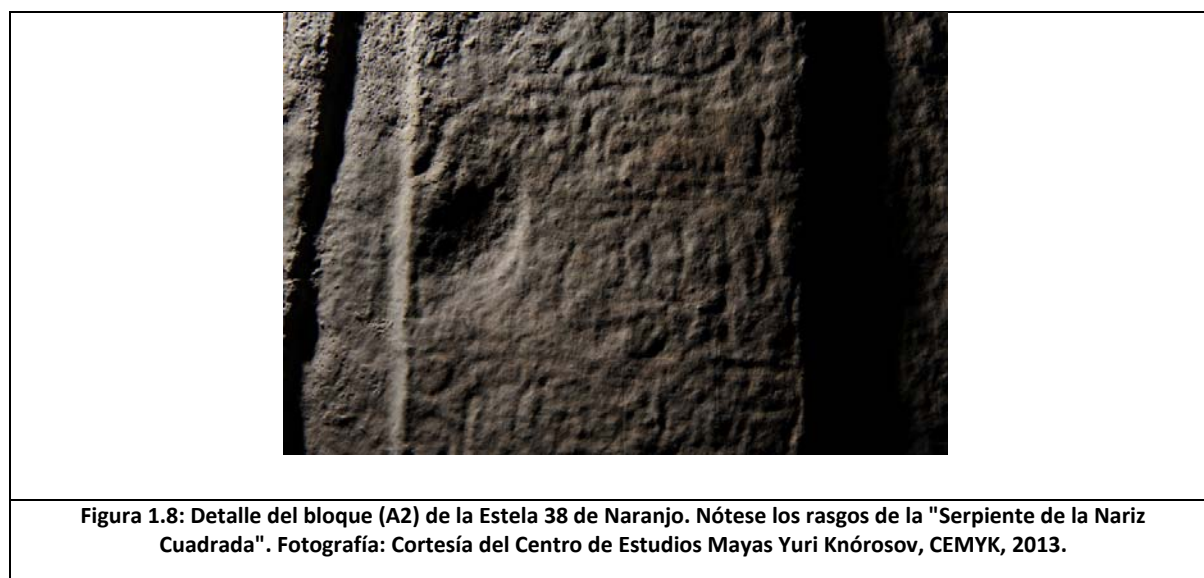 Figura 1.8: Detalle del bloque (A2) de la Estela 38 de Naranjo. Nótese los rasgos de la "Serpiente de la Nariz
Cuadrada". Fotografía: Cortesía del Centro de Estudios Mayas Yuri Knórosov, CEMYK, 2013.